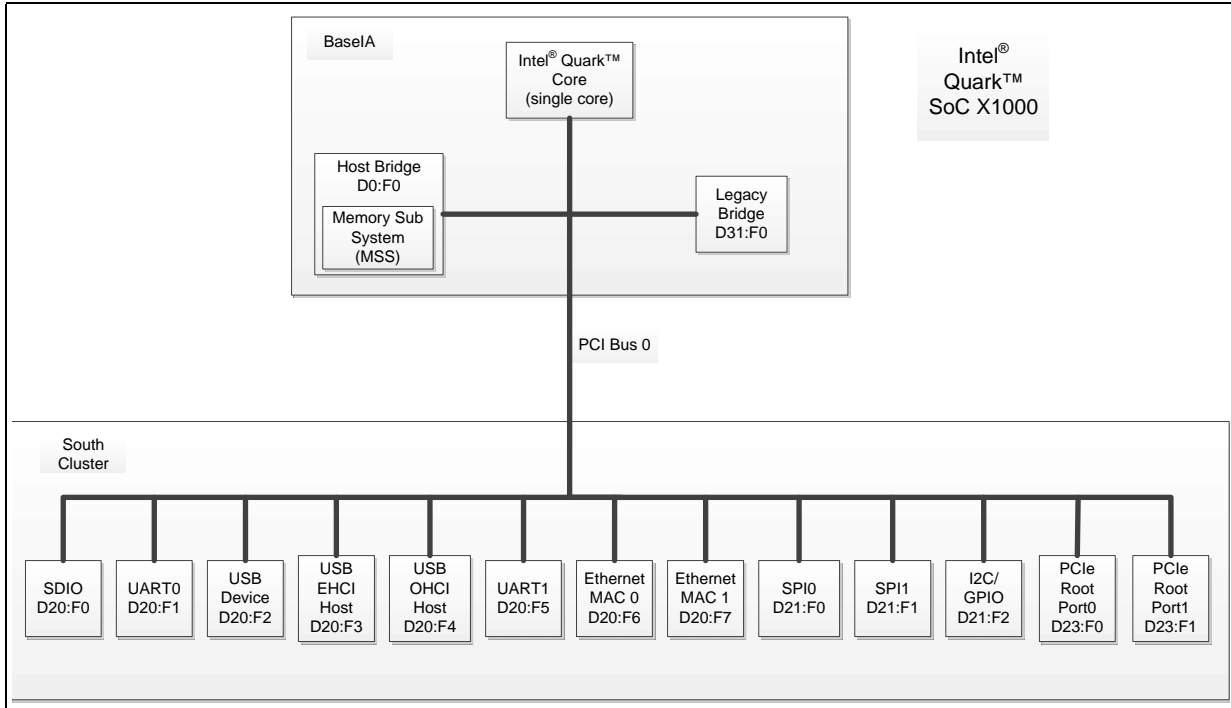 BaseIA
Intel® Quark™
Core
(single core)
Intel®
Quark™
SoC X1000
Host Bridge
D0:F0
Memory Sub
System
(MSS)
Legacy
Bridge
D31:F0
PCI Bus 0
South
Cluster
SDIO
D20:F0
UART0
D20:F1
USB
Device
D20:F2
USB
EHCI
Host
D20:F3
USB
OHCI
Host
D20:F4
UART1
D20:F5
Ethernet
MAC 0
D20:F6
Ethernet
MAC 1
D20:F7
SPI0
D21:F0
SPI1
D21:F1
I2C/
GPIO
D21:F2
PCIe
Root
Port0
D23:F0
PCIe
Root
Port1
D23:F1